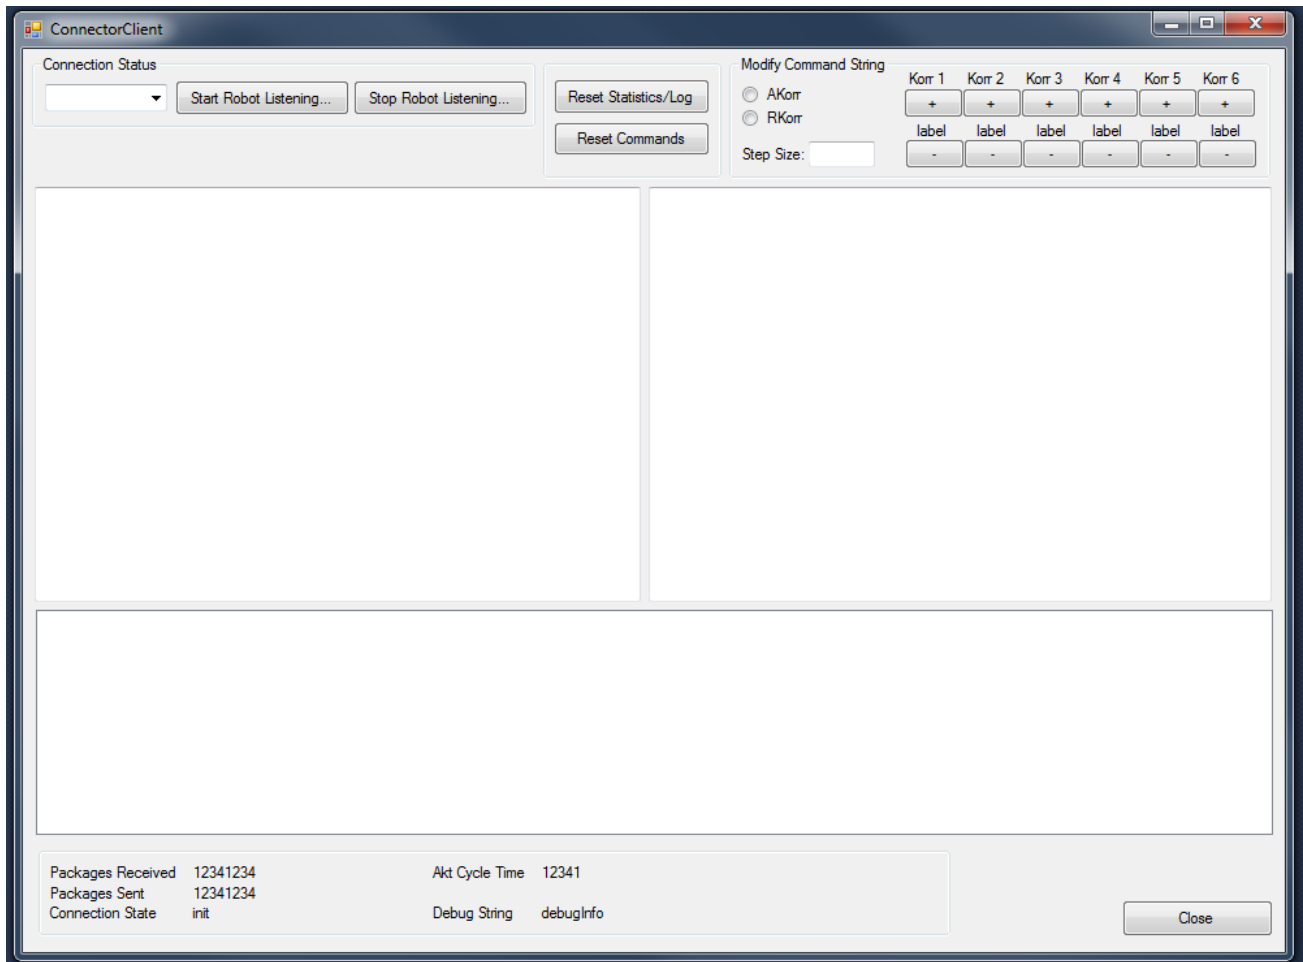 ConnectorClient
Connection Status
Start Robot Listening... Stop Robot Listening...
Reset Statistics/Log
Reset Commands
Modify Command String
AKorr
RKorr
Step Size:
Korr 1 Korr 2 Korr 3 Korr 4 Korr 5 Korr 6
+ + + + + +
label label label label label label
- - - - - -
Packages Received 12341234
Packages Sent 12341234
Connection State init
Akt Cycle Time 12341
Debug String debugInfo
Close